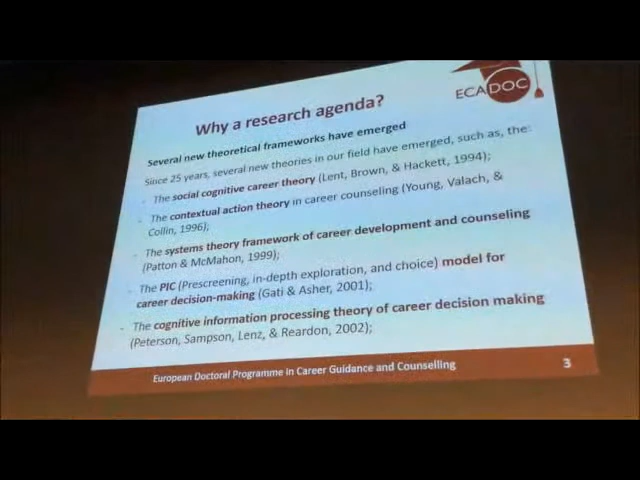 ECADOC
Why a research agenda?
Several new theoretical frameworks have emerged
Since 25 years, several new theories in our field have emerged, such as, the:
- The social cognitive career theory (Lent, Brown, & Hackett, 1994);
- The contextual action theory in career counseling (Young, Valach, &
Collin, 1996);
- The systems theory framework of career development and counseling
(Patton & McMahon, 1999);
- The PIC (Prescreening, in-depth exploration, and choice) model for
career decision-making (Gati & Asher, 2001);
- The cognitive information processing theory of career decision making
(Peterson, Sampson, Lenz, & Reardon, 2002);
European Doctoral Programme in Career Guidance and Counselling
3